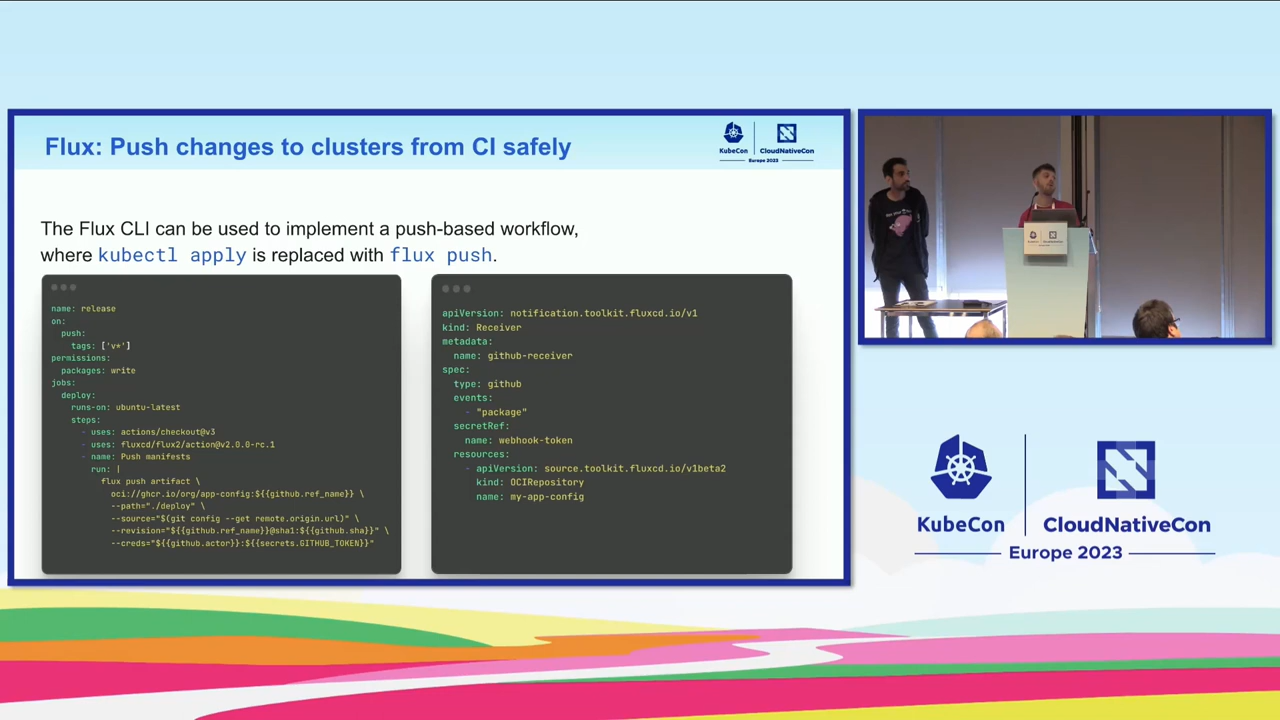 Flux: Push changes to clusters from CI safely
KubeCon
CloudNativeCon
Europe 2023
The Flux CLI can be used to implement a push-based workflow,
where kubectl apply is replaced with flux push.
name: release
on:
push:
tags: ['v*']
permissions:
packages: write
jobs:
deploy:
runs-on: ubuntu-latest
steps:
- uses: actions/checkout@v3
- uses: fluxcd/flux2/action@v2.0.0-rc.1
- name: Push manifests
run: |
flux push artifact \
oci://ghcr.io/org/app-config:${{github.ref_name}} \
--path="./deploy" \
--source="$(git config --get remote.origin.url)" \
--revision="${{github.ref_name}}@sha1:${{github.sha}}" \
--creds="${{github.actor}}:${{secrets.GITHUB_TOKEN}}"
apiVersion: notification.toolkit.fluxcd.io/v1
kind: Receiver
metadata:
name: github-receiver
spec:
type: github
events:
- "package"
secretRef:
name: webhook-token
resources:
- apiVersion: source.toolkit.fluxcd.io/v1beta2
kind: OCIRepository
name: my-app-config
KubeCon
CloudNativeCon
Europe 2023